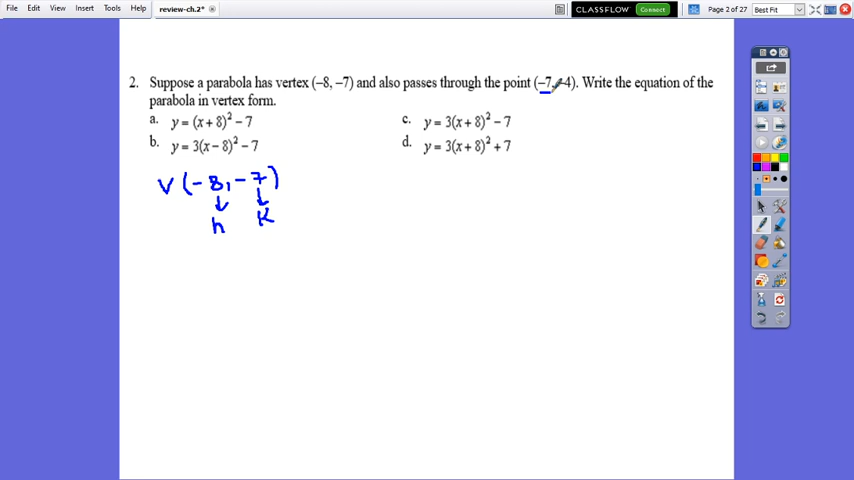 File Edit View Insert Tools Help review-ch.2* CLASSFLOW Connect Page 2 of 27 Best Fit
2. Suppose a parabola has vertex (–8, –7) and also passes through the point (–7, –4). Write the equation of the
parabola in vertex form.
a. y = (x + 8)² – 7 c. y = 3(x + 8)² – 7
b. y = 3(x – 8)² – 7 d. y = 3(x + 8)² + 7
V (-8, -7)
h K